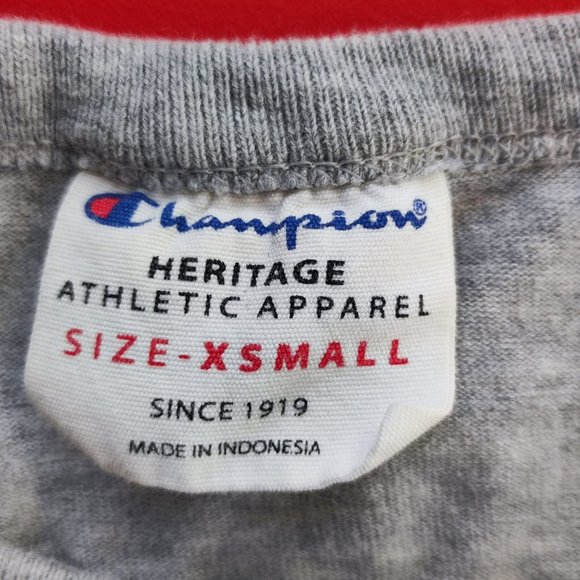 Champion®
HERITAGE
ATHLETIC APPAREL
SIZE-XSMALL
SINCE 1919
MADE IN INDONESIA